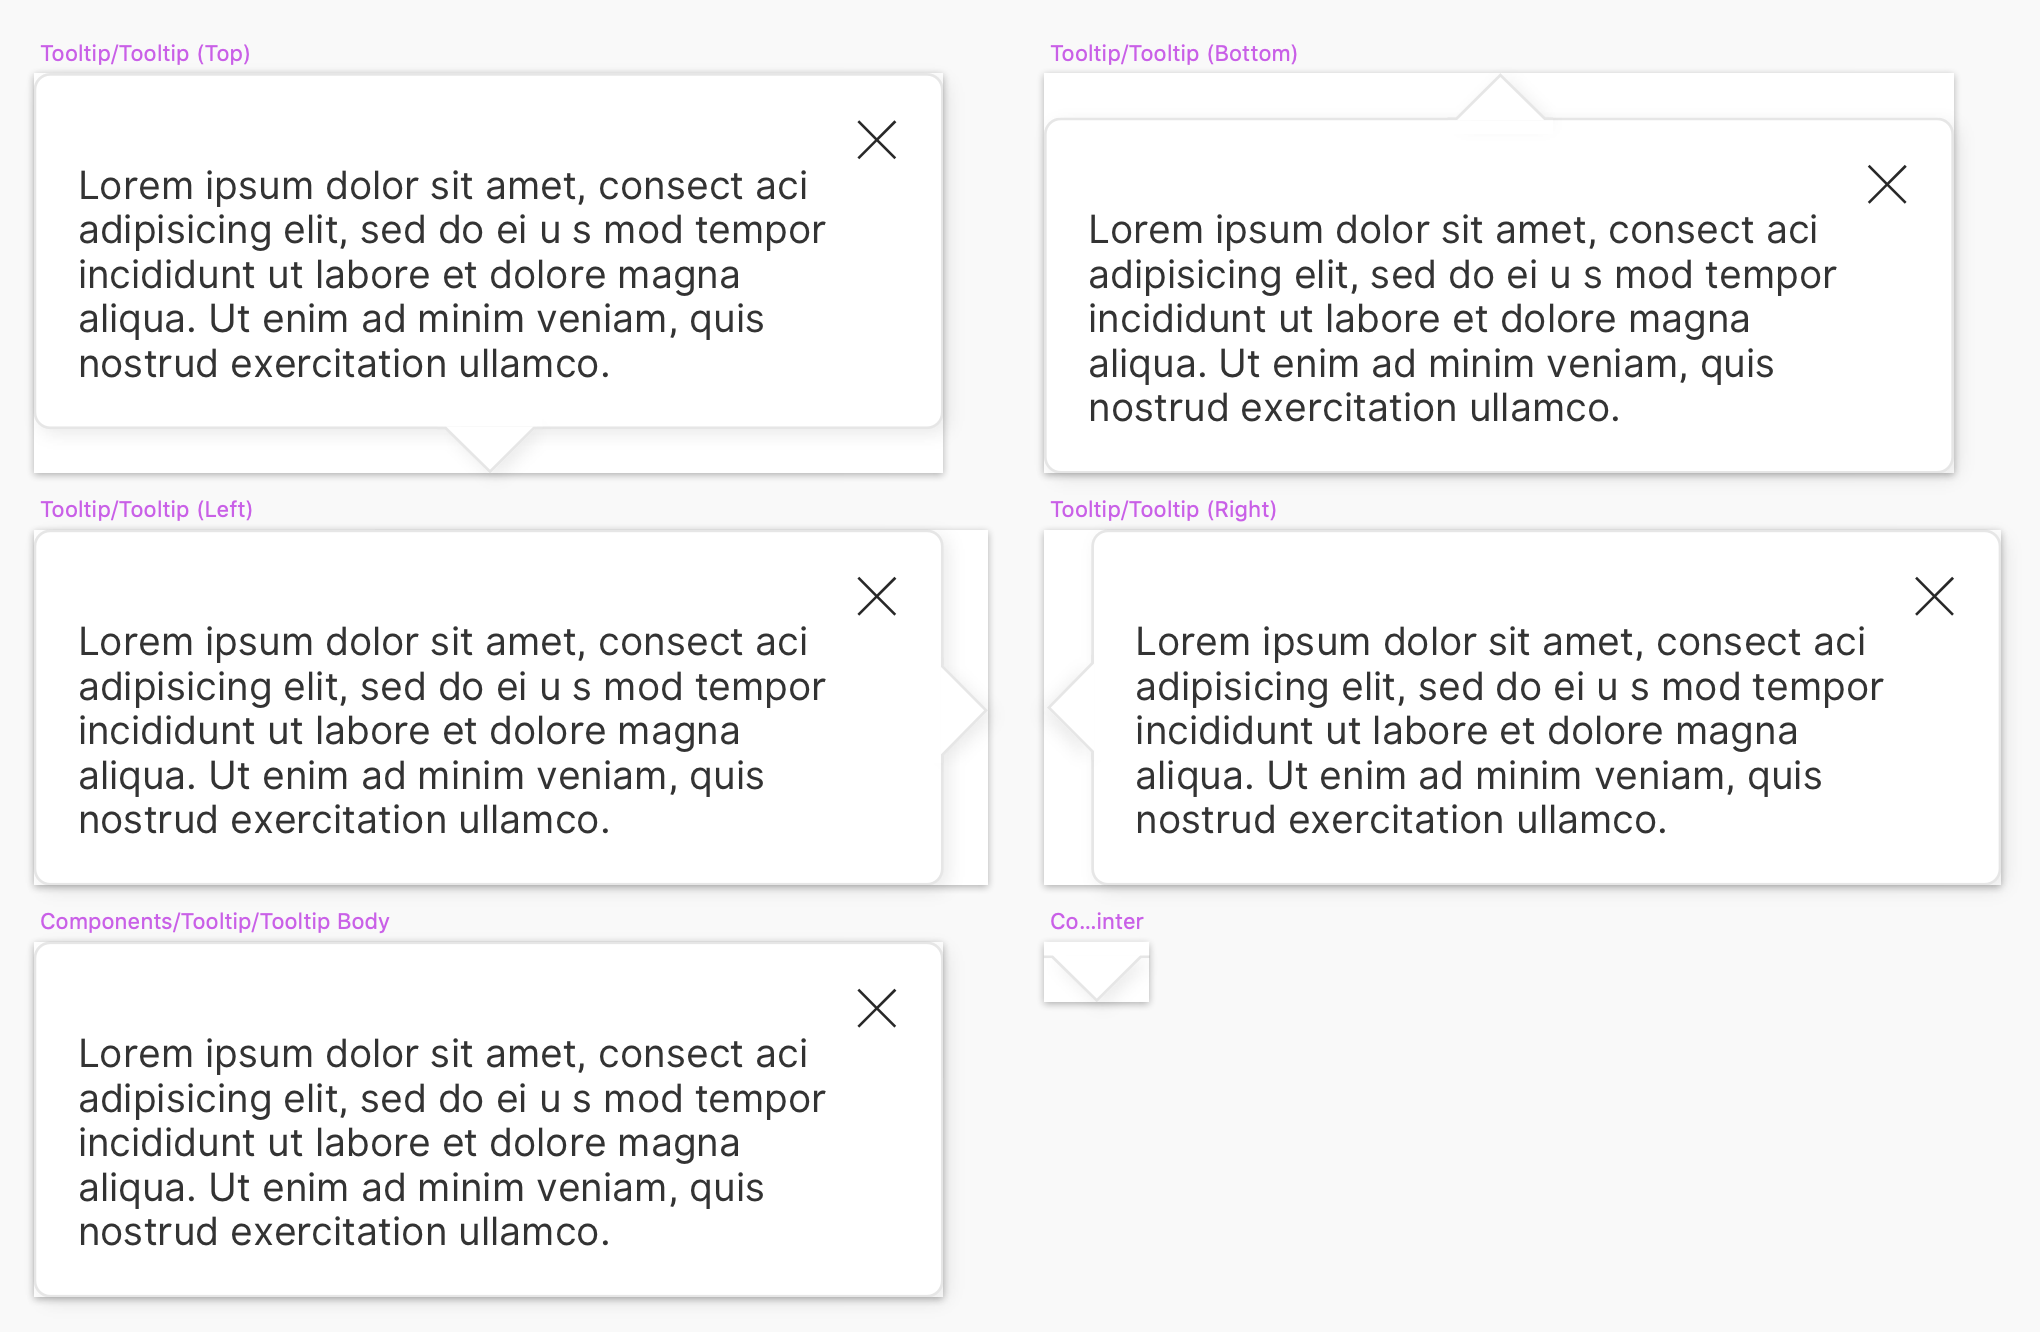 Tooltip/Tooltip (Top)
Lorem ipsum dolor sit amet, consect aci
adipisicing elit, sed do ei u s mod tempor
incididunt ut labore et dolore magna
aliqua. Ut enim ad minim veniam, quis
nostrud exercitation ullamco.
Tooltip/Tooltip (Bottom)
Lorem ipsum dolor sit amet, consect aci
adipisicing elit, sed do ei u s mod tempor
incididunt ut labore et dolore magna
aliqua. Ut enim ad minim veniam, quis
nostrud exercitation ullamco.
Tooltip/Tooltip (Left)
Lorem ipsum dolor sit amet, consect aci
adipisicing elit, sed do ei u s mod tempor
incididunt ut labore et dolore magna
aliqua. Ut enim ad minim veniam, quis
nostrud exercitation ullamco.
Tooltip/Tooltip (Right)
Lorem ipsum dolor sit amet, consect aci
adipisicing elit, sed do ei u s mod tempor
incididunt ut labore et dolore magna
aliqua. Ut enim ad minim veniam, quis
nostrud exercitation ullamco.
Components/Tooltip/Tooltip Body
Lorem ipsum dolor sit amet, consect aci
adipisicing elit, sed do ei u s mod tempor
incididunt ut labore et dolore magna
aliqua. Ut enim ad minim veniam, quis
nostrud exercitation ullamco.
Co...inter